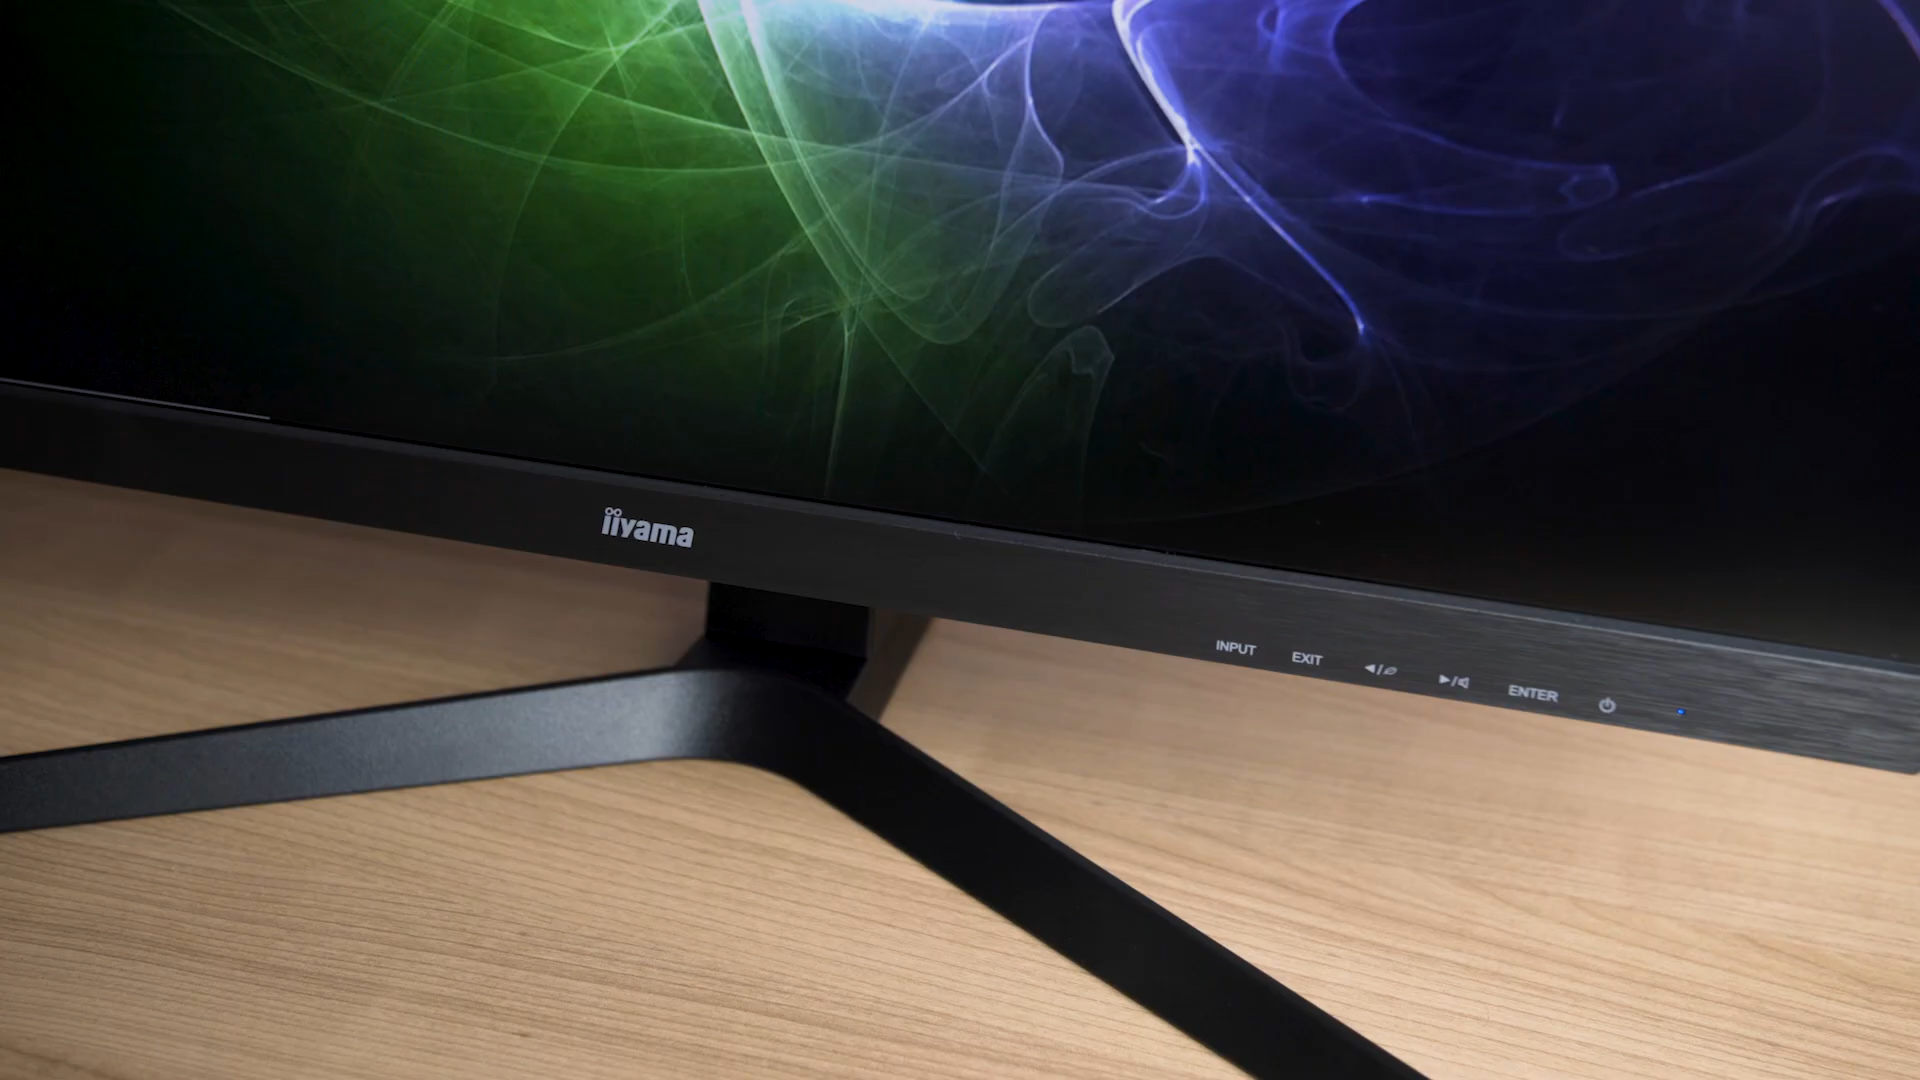 iiyama
INPUT EXIT ◄/ ►/ ENTER